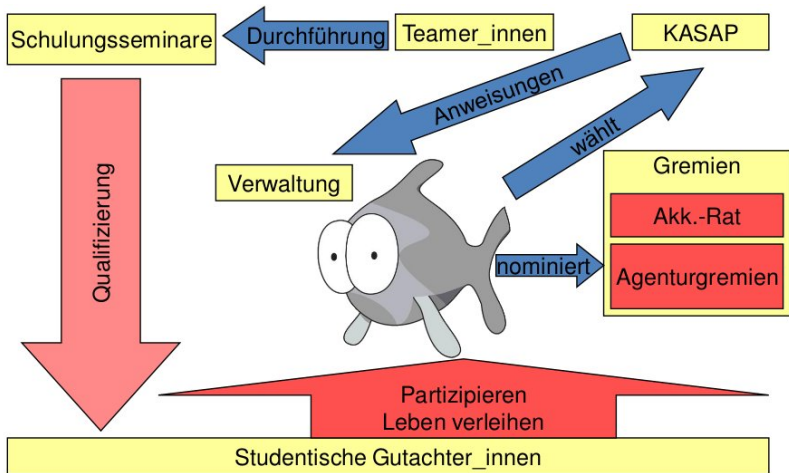 Schulungsseminare
Durchführung
Teamer_innen
KASAP
Anweisungen
wählt
Qualifizierung
Verwaltung
Gremien
Akk.-Rat
nominiert
Agenturgremien
Partizipieren
Leben verleihen
Studentische Gutachter_innen